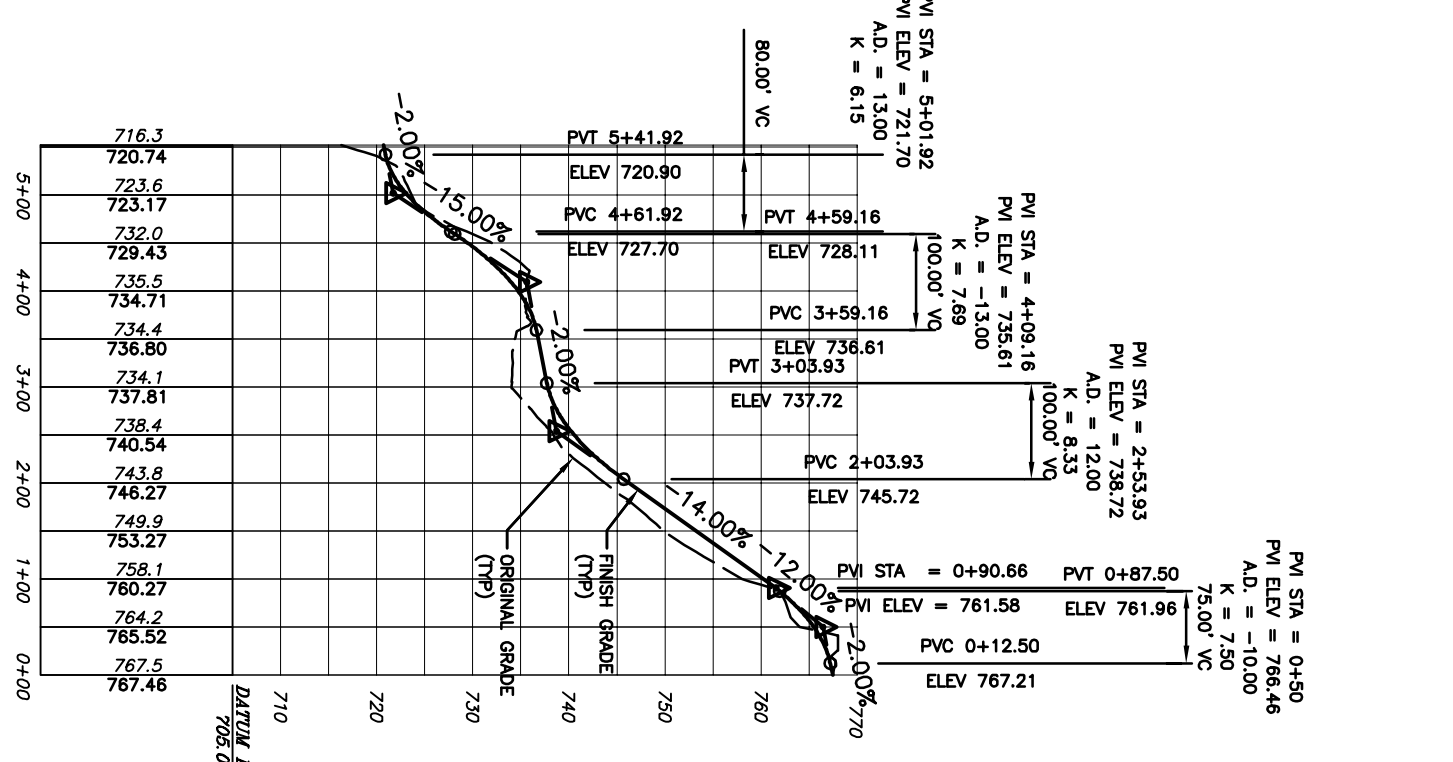 PVI STA = 5+01.92
PVI ELEV = 721.70
A.D. = 13.00
K = 6.15
80.00' VC
PVI STA = 4+09.16
PVI ELEV = 735.61
A.D. = -13.00
K = 7.69
100.00' VC
PVI STA = 2+53.93
PVI ELEV = 738.72
A.D. = 12.00
K = 8.33
100.00' VC
PVI STA = 0+50
PVI ELEV = 766.46
A.D. = -10.00
K = 7.50
75.00' VC
PVT 5+41.92
ELEV 720.90
PVC 4+61.92
ELEV 727.70
PVT 4+59.16
ELEV 728.11
PVC 3+59.16
ELEV 736.61
PVT 3+03.93
ELEV 737.72
PVC 2+03.93
ELEV 745.72
PVI STA = 0+90.66
PVI ELEV = 761.58
PVT 0+87.50
ELEV 761.96
PVC 0+12.50
ELEV 767.21
-2.00%
-15.00%
-2.00%
-14.00%
-12.00%
-2.00%
ORIGINAL GRADE
(TYP)
FINISH GRADE
(TYP)
716.3
720.74
723.6
723.17
732.0
729.43
735.5
734.71
734.4
736.80
734.1
737.81
738.4
740.54
743.8
746.27
749.9
753.27
758.1
760.27
764.2
765.52
767.5
767.46
5+00
4+00
3+00
2+00
1+00
0+00
710
720
730
740
750
760
770
DATUM
705.0